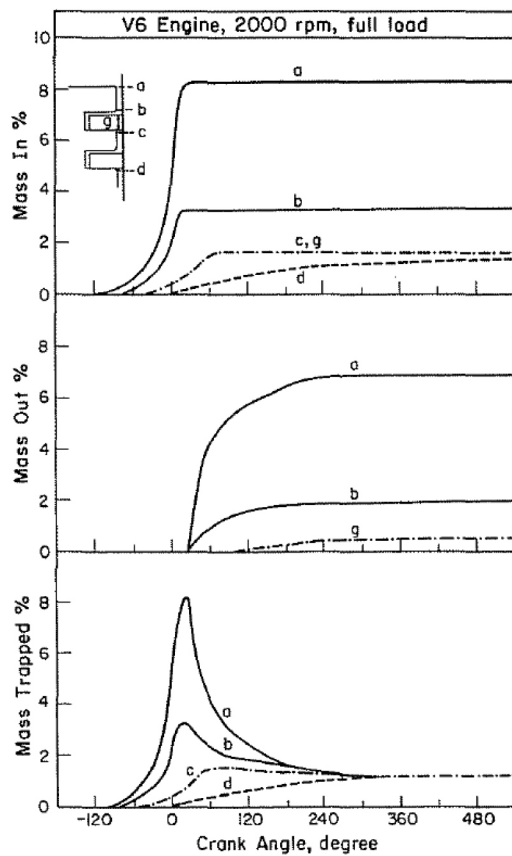 V6 Engine, 2000 rpm, full load
10
8
6
4
2
0
Mass In %
a
b
g
c
d
a
b
c, g
d
8
6
4
2
0
Mass Out %
a
b
g
8
6
4
2
0
Mass Trapped %
a
b
c
d
-120 0 120 240 360 480
Crank Angle, degree